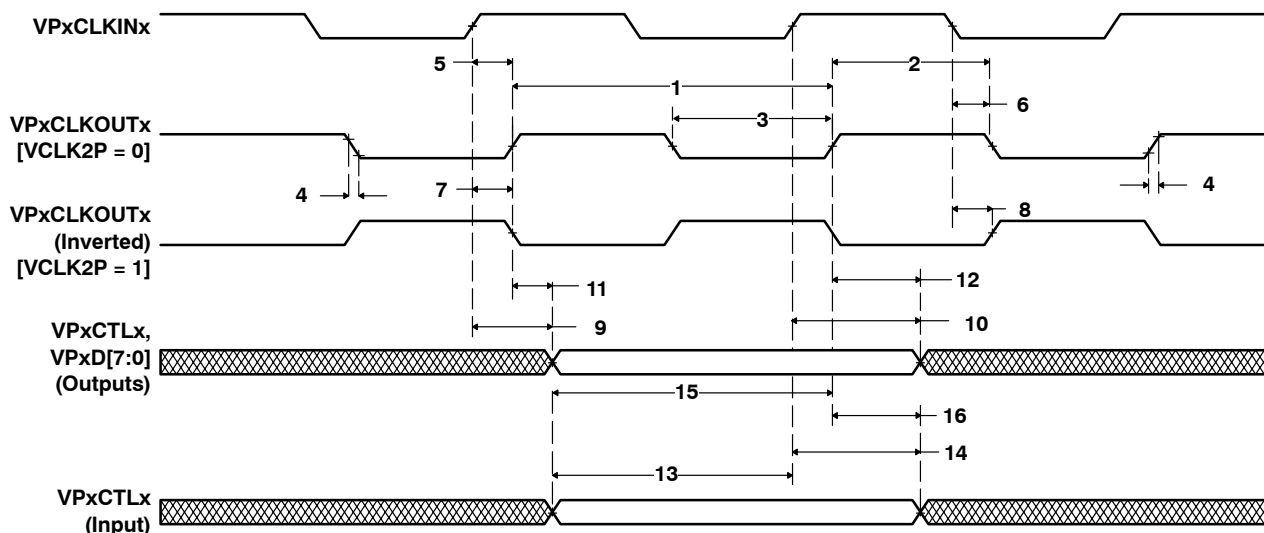 VPxCLKINx
5
2
1
6
VPxCLKOUTx
[VCLK2P = 0]
3
4
7
4
VPxCLKOUTx
(Inverted)
[VCLK2P = 1]
8
11
12
9
10
VPxCTLx,
VPxD[7:0]
(Outputs)
15
16
14
13
VPxCTLx
(Input)